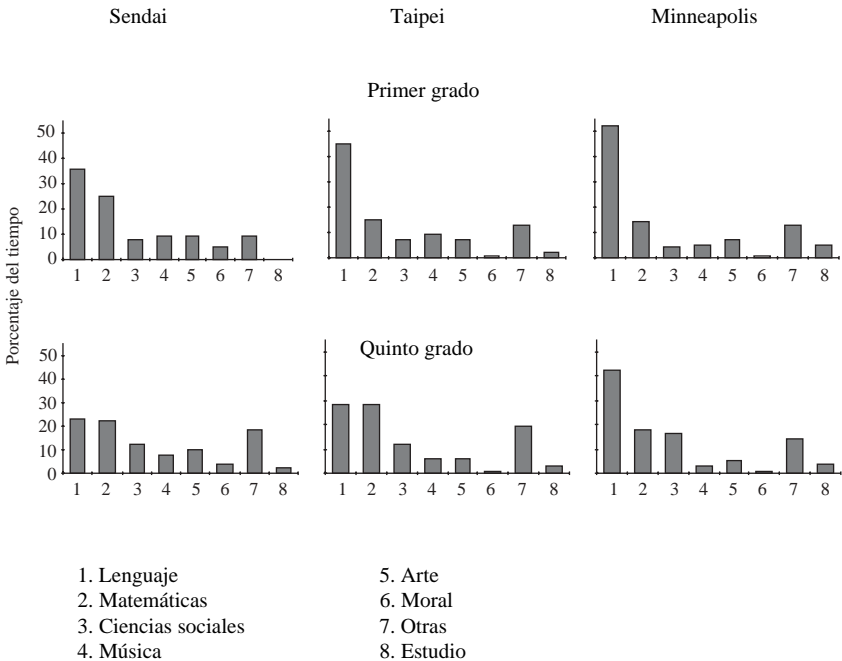 Sendai Taipei Minneapolis
Primer grado
Porcentaje del tiempo
50
40
30
20
10
0
1 2 3 4 5 6 7 8 1 2 3 4 5 6 7 8 1 2 3 4 5 6 7 8
Quinto grado
50
40
30
20
10
0
1 2 3 4 5 6 7 8 1 2 3 4 5 6 7 8 1 2 3 4 5 6 7 8
1. Lenguaje
2. Matemáticas
3. Ciencias sociales
4. Música
5. Arte
6. Moral
7. Otras
8. Estudio